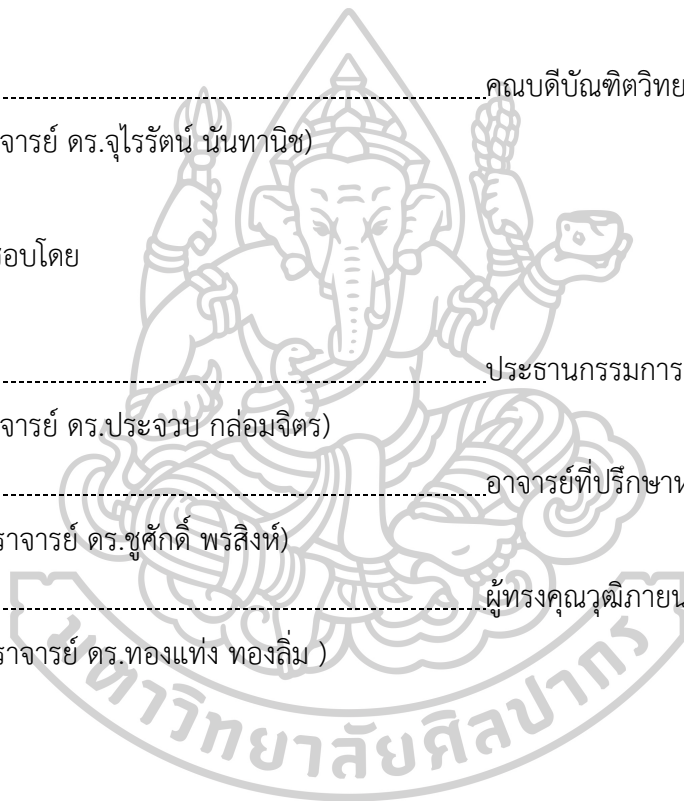 คณบดีบัณฑิตวิทย
จารย์ ดร.จุไรรัตน์ นันทานิช)
อบโดย
ประธานกรรมการ
จารย์ ดร.ประจวบ กล่อมจิตร)
อาจารย์ที่ปรึกษาห
ราจารย์ ดร.ชูศักดิ์ พรสิงห์)
ผู้ทรงคุณวุฒิภายน
ราจารย์ ดร.ทองแท่ง ทองลิ่ม )
มหาวิทยาลัยศิลปากร